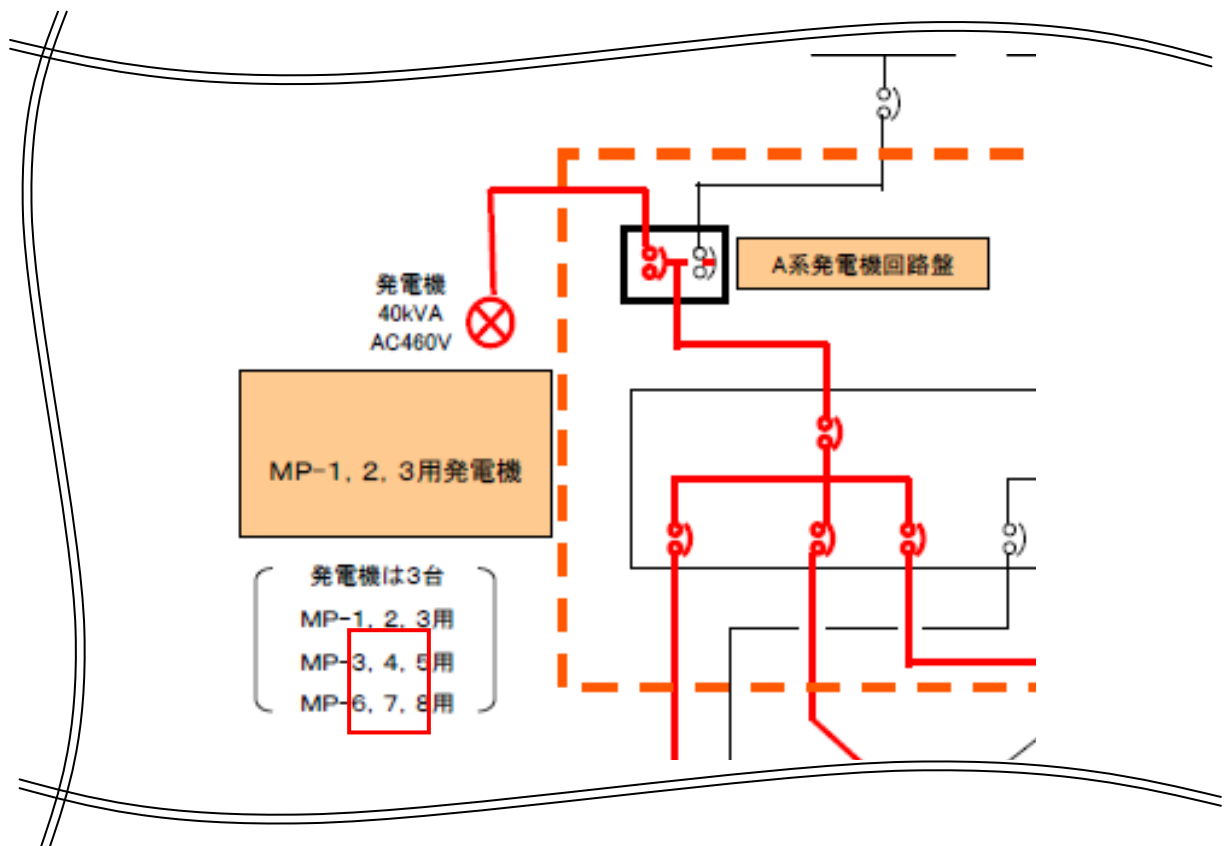 A系発電機回路盤
発電機
40kVA
AC460V
MP-1, 2, 3用発電機
発電機は3台
MP-1, 2, 3用
MP-3, 4, 5用
MP-6, 7, 8用